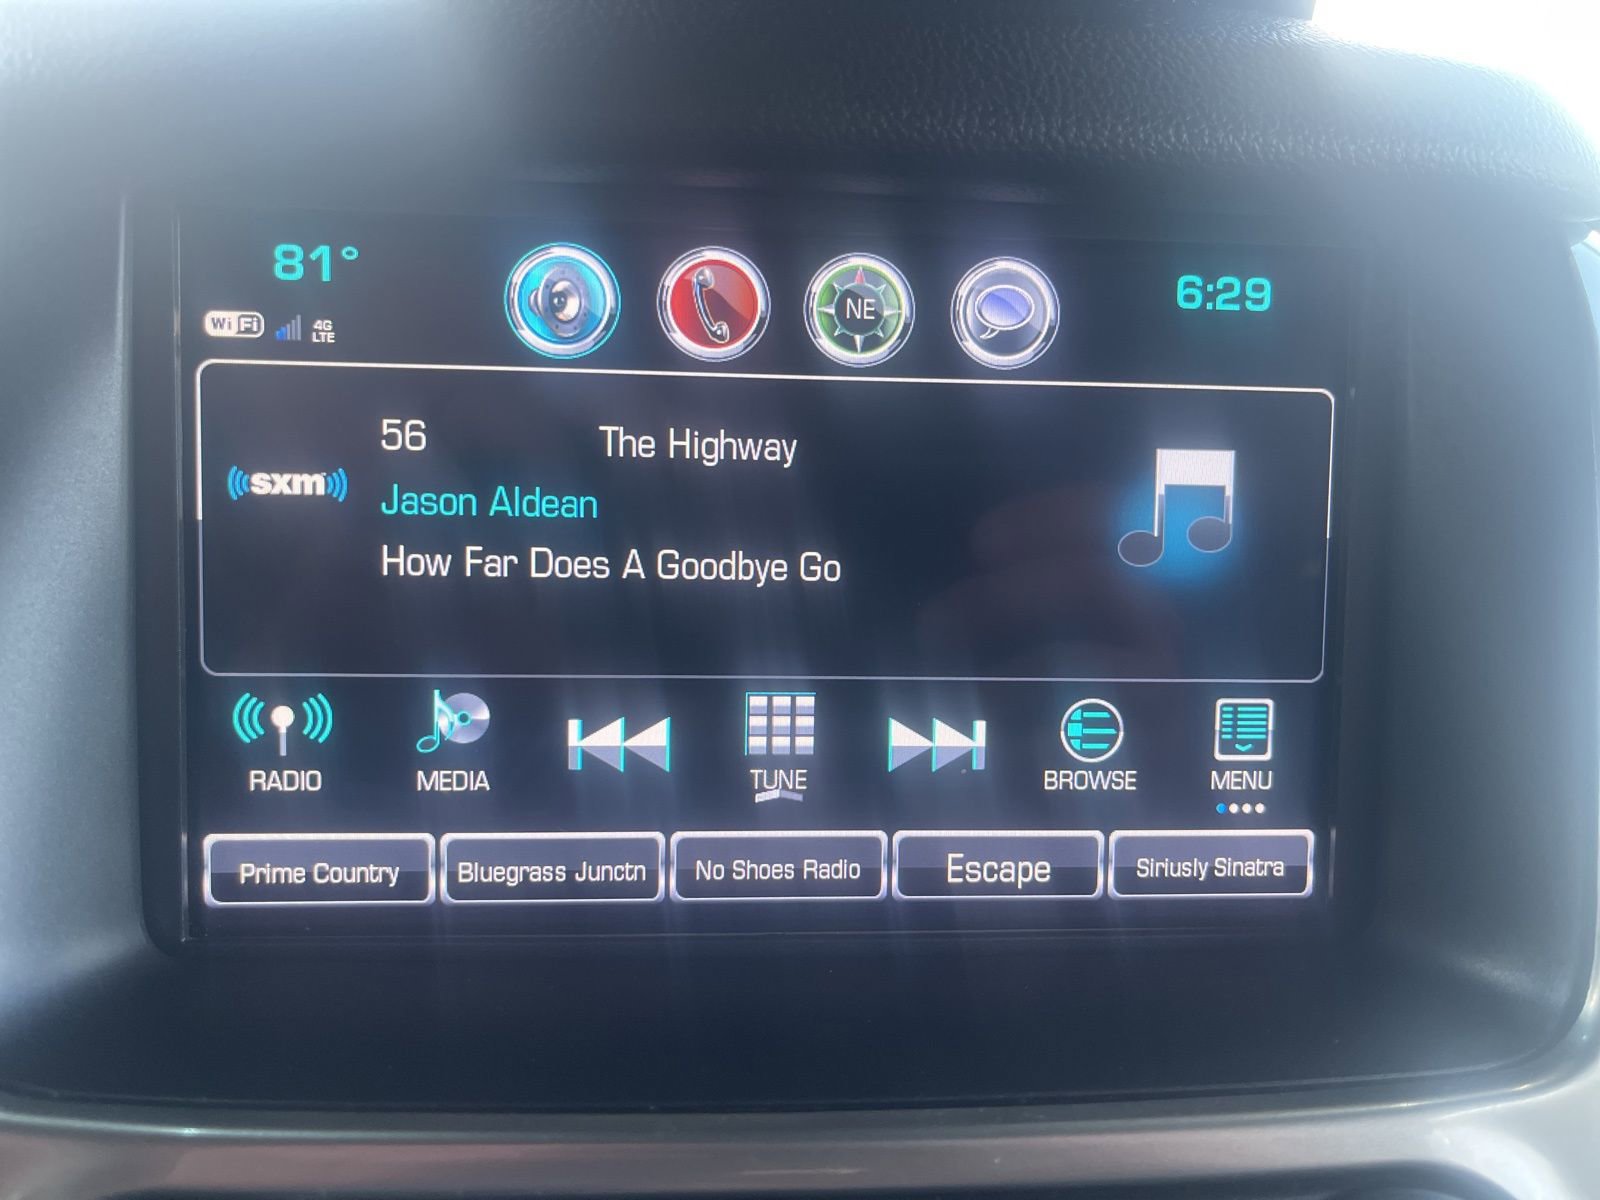 81°
6:29
WiFi
4G
LTE
NE
56 The Highway
sxm
Jason Aldean
How Far Does A Goodbye Go
RADIO MEDIA TUNE BROWSE MENU
Prime Country Bluegrass Junctn No Shoes Radio Escape Siriusly Sinatra